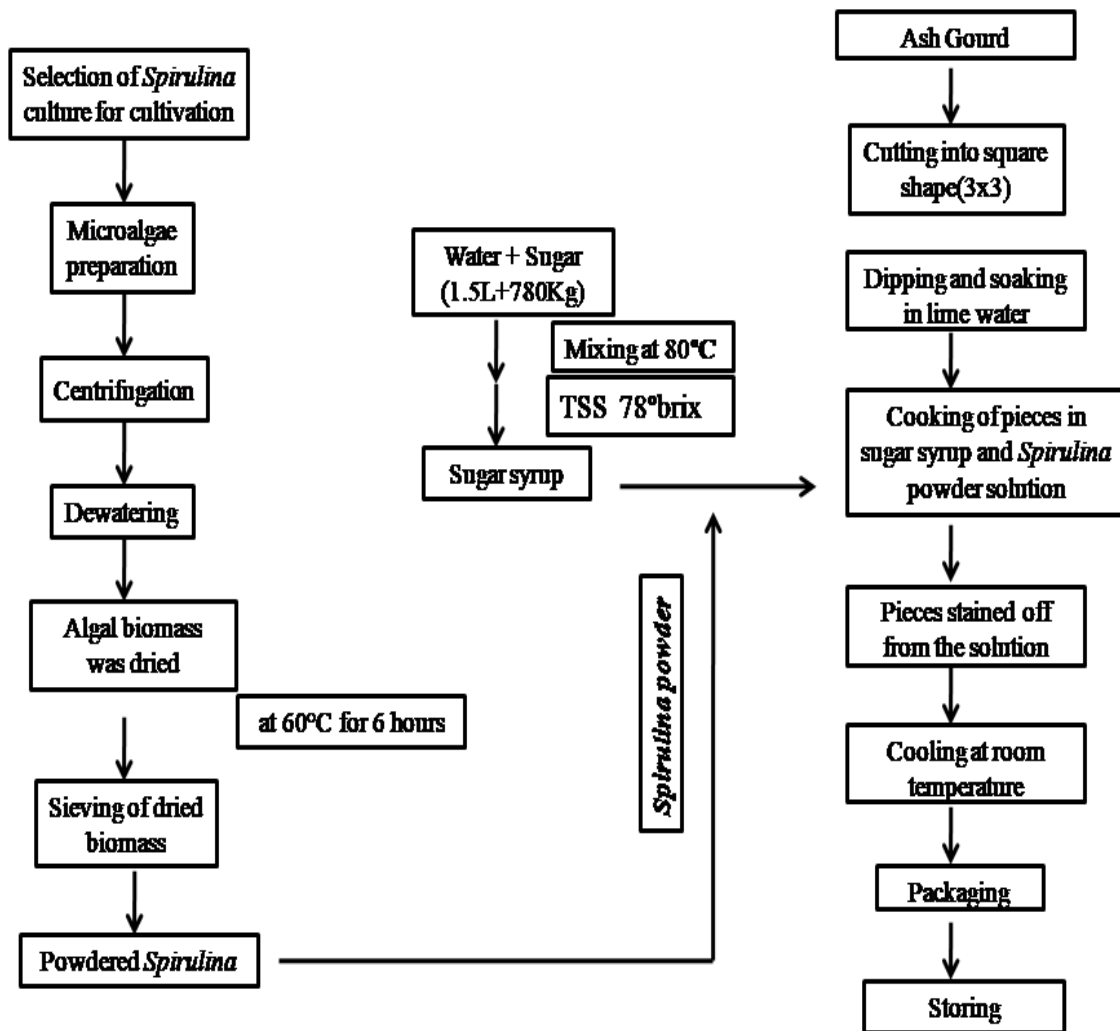 Selection of Spirulina
culture for cultivation
Microalgae
preparation
Centrifugation
Dewatering
Algal biomass
was dried
at 60°C for 6 hours
Sieving of dried
biomass
Powdered Spirulina
Water + Sugar
(1.5L+780Kg)
Mixing at 80°C
TSS 78°brix
Sugar syrup
Spirulina powder
Ash Gourd
Cutting into square
shape(3x3)
Dipping and soaking
in lime water
Cooking of pieces in
sugar syrup and Spirulina
powder solution
Pieces stained off
from the solution
Cooling at room
temperature
Packaging
Storing